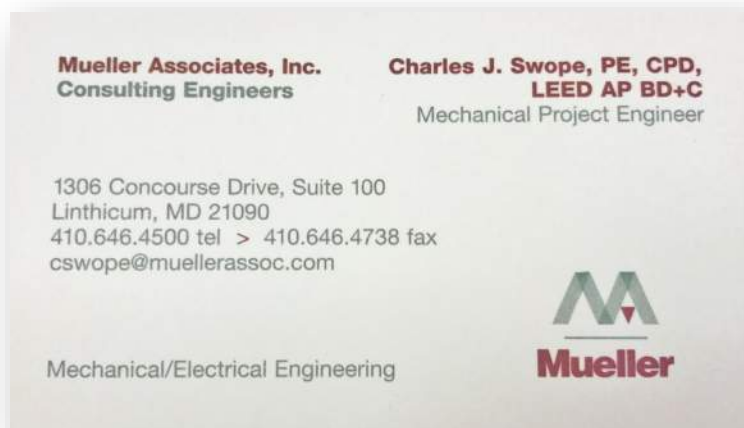 Mueller Associates, Inc.
Consulting Engineers
Charles J. Swope, PE, CPD,
LEED AP BD+C
Mechanical Project Engineer
1306 Concourse Drive, Suite 100
Linthicum, MD 21090
410.646.4500 tel > 410.646.4738 fax
cswope@muellerassoc.com
Mechanical/Electrical Engineering
Mueller